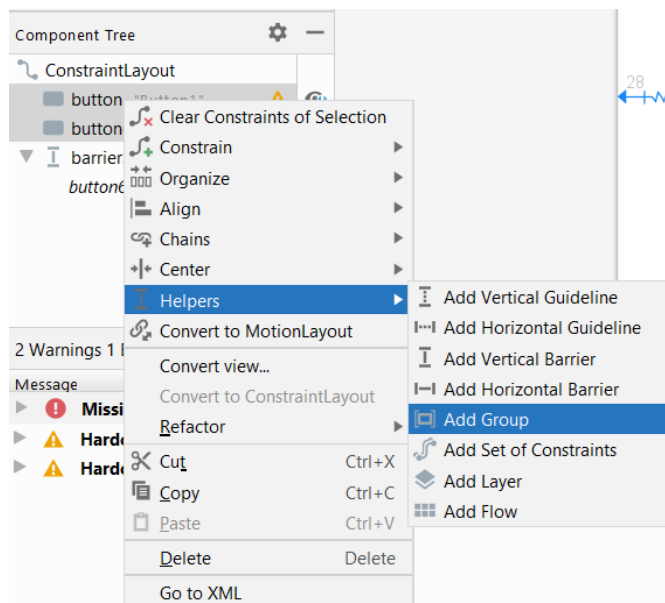 Component Tree
ConstraintLayout
button "Button1"
button
barrier
button6
Clear Constraints of Selection
Constrain
Organize
Align
Chains
Center
Helpers
Convert to MotionLayout
Convert view...
Convert to ConstraintLayout
Refactor
Cut Ctrl+X
Copy Ctrl+C
Paste Ctrl+V
Delete Delete
Go to XML
Add Vertical Guideline
Add Horizontal Guideline
Add Vertical Barrier
Add Horizontal Barrier
Add Group
Add Set of Constraints
Add Layer
Add Flow
2 Warnings 1
Message
Missi
Hard
Hard
28